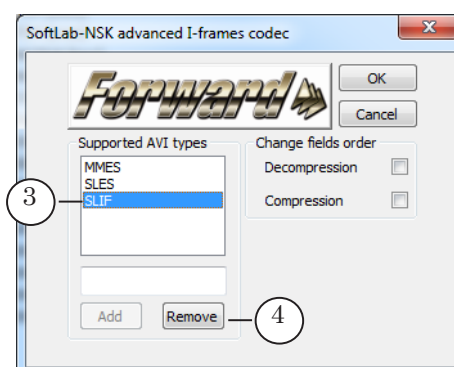 SoftLab-NSK advanced I-frames codec
x
Forward
OK
Cancel
Supported AVI types
MMES
SLES
SLIF
Change fields order
Decompression
Compression
3
Add
Remove
4